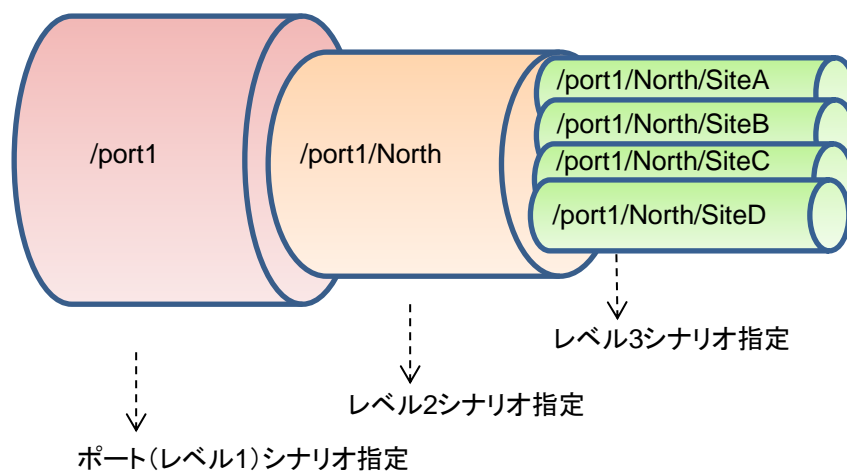 /port1
/port1/North
/port1/North/SiteA
/port1/North/SiteB
/port1/North/SiteC
/port1/North/SiteD
レベル3シナリオ指定
レベル2シナリオ指定
ポート(レベル1)シナリオ指定